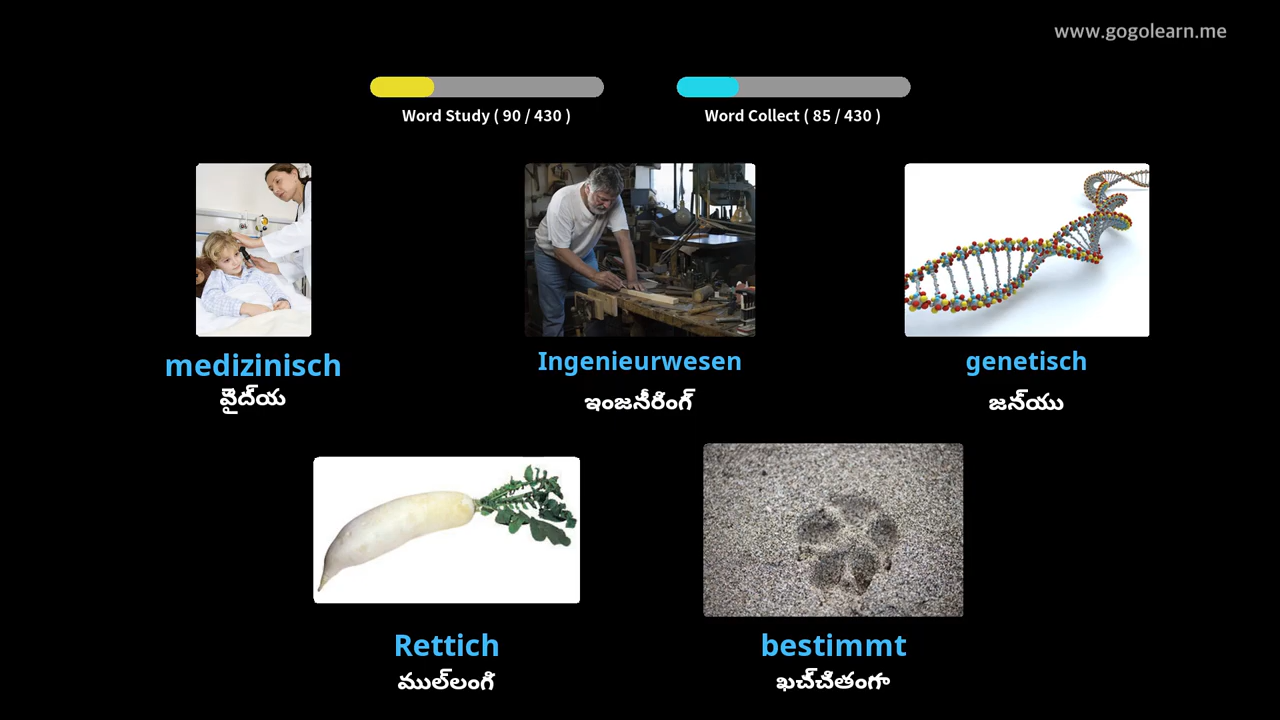 www.gogolearn.me
Word Study ( 90 / 430 )
Word Collect ( 85 / 430 )
medizinisch
వైద్య
Ingenieurwesen
ఇంజనీరింగ్
genetisch
జన్యు
Rettich
ముల్లంగి
bestimmt
ఖచ్చితంగా